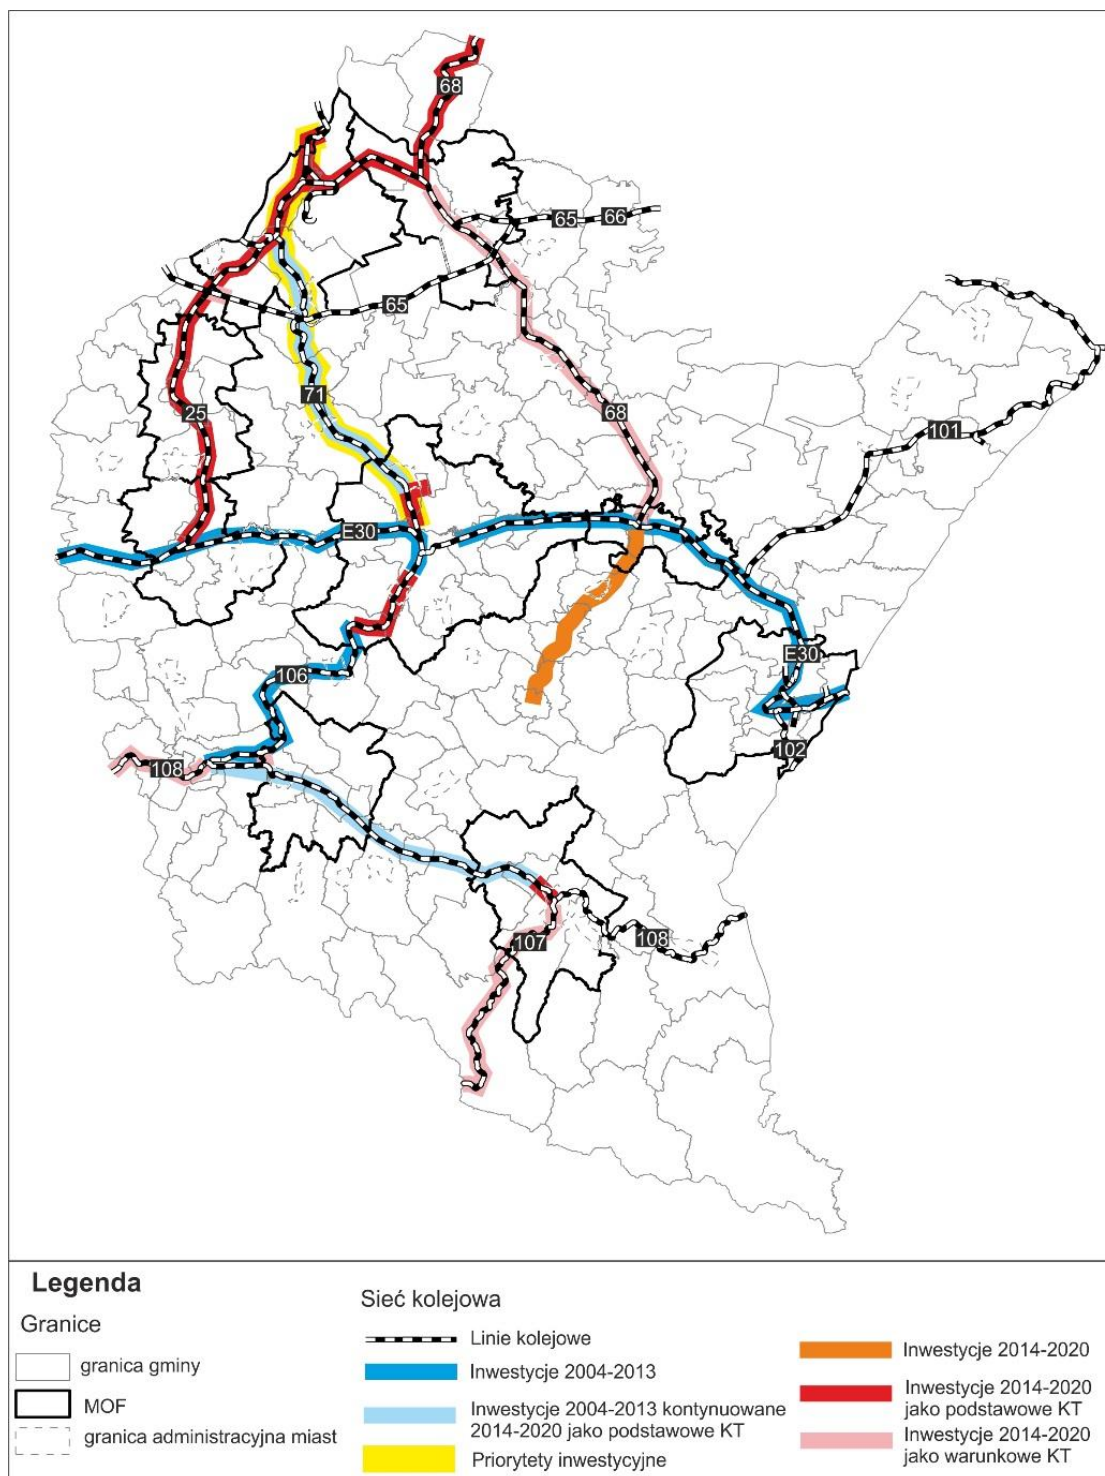 68
65
66
65
71
68
25
101
E30
E30
106
102
108
107
108
Legenda
Granice
granica gminy
MOF
granica administracyjna miast
Sieć kolejowa
Linie kolejowe
Inwestycje 2004-2013
Inwestycje 2004-2013 kontynuowane
2014-2020 jako podstawowe KT
Priorytety inwestycyjne
Inwestycje 2014-2020
Inwestycje 2014-2020
jako podstawowe KT
Inwestycje 2014-2020
jako warunkowe KT